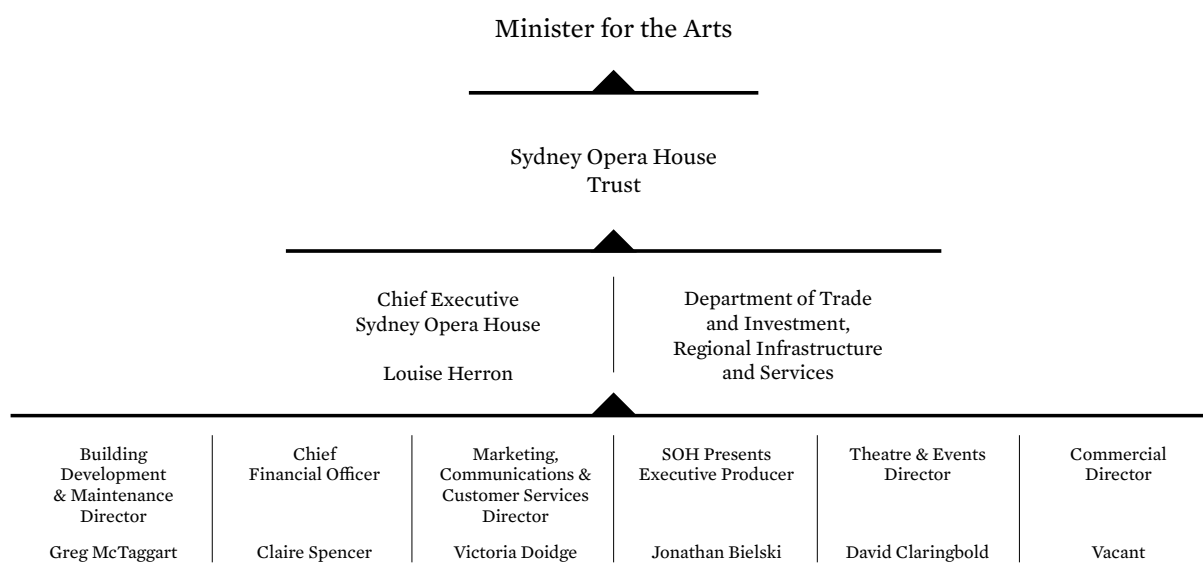 Minister for the Arts
Sydney Opera House
Trust
Chief Executive
Sydney Opera House
Louise Herron
Department of Trade
and Investment,
Regional Infrastructure
and Services
Building
Development
& Maintenance
Director
Greg McTaggart
Chief
Financial Officer
Claire Spencer
Marketing,
Communications &
Customer Services
Director
Victoria Doidge
SOH Presents
Executive Producer
Jonathan Bielski
Theatre & Events
Director
David Claringbold
Commercial
Director
Vacant